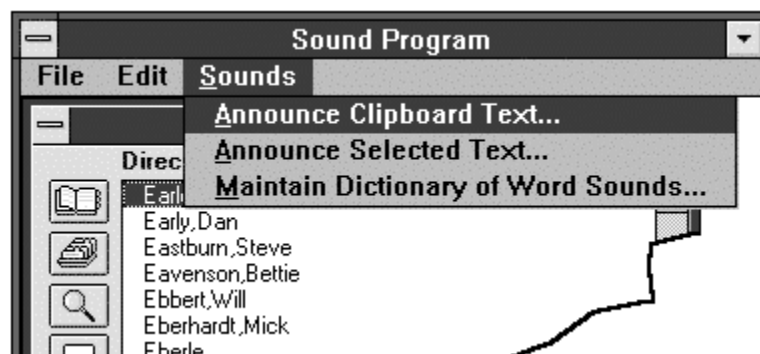 Sound Program
File Edit Sounds
Announce Clipboard Text...
Announce Selected Text...
Maintain Dictionary of Word Sounds...
Early,Dan
Eastburn,Steve
Eavenson,Bettie
Ebbert,Will
Eberhardt,Mick
Eberle